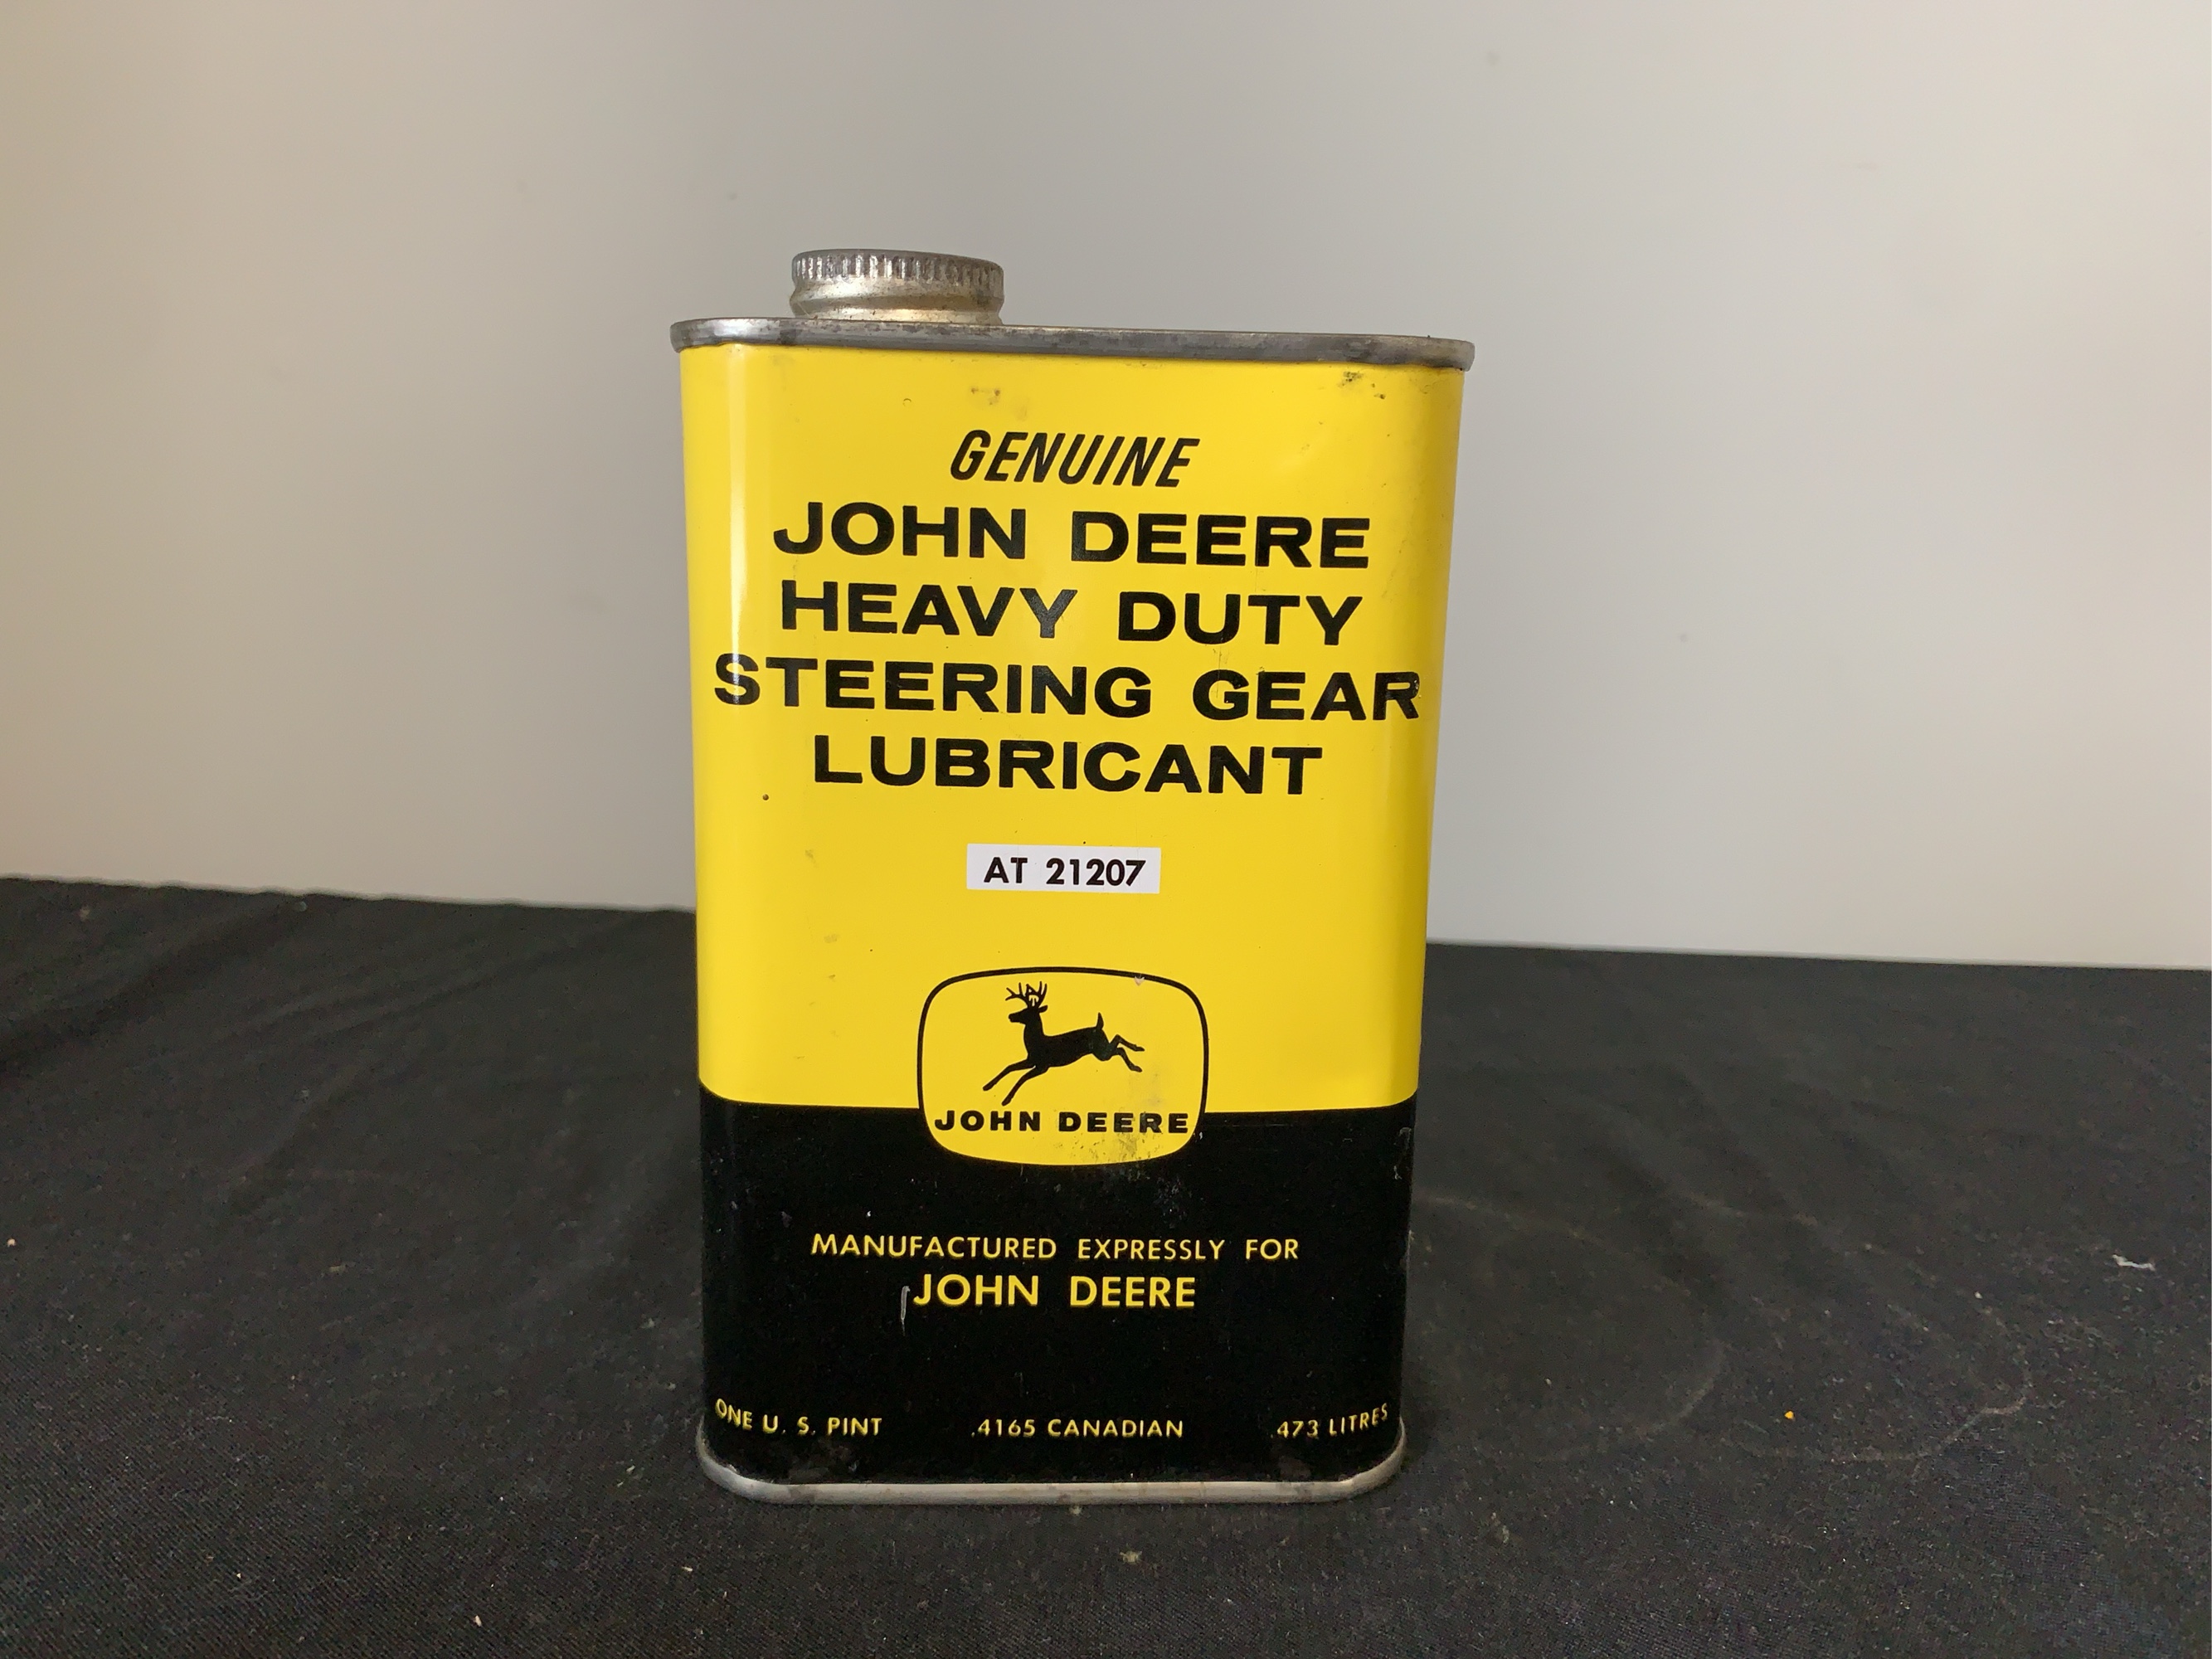 GENUINE
JOHN DEERE
HEAVY DUTY
STEERING GEAR
LUBRICANT
AT 21207
JOHN DEERE
MANUFACTURED EXPRESSLY FOR
JOHN DEERE
ONE U. S. PINT .4165 CANADIAN .473 LITRES